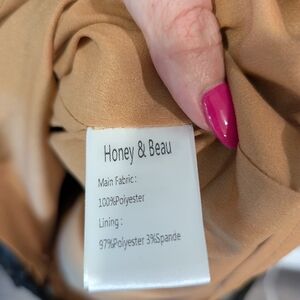 Honey & Beau
Main Fabric :
100%Polyester
Lining :
97%Polyester 3%Spande